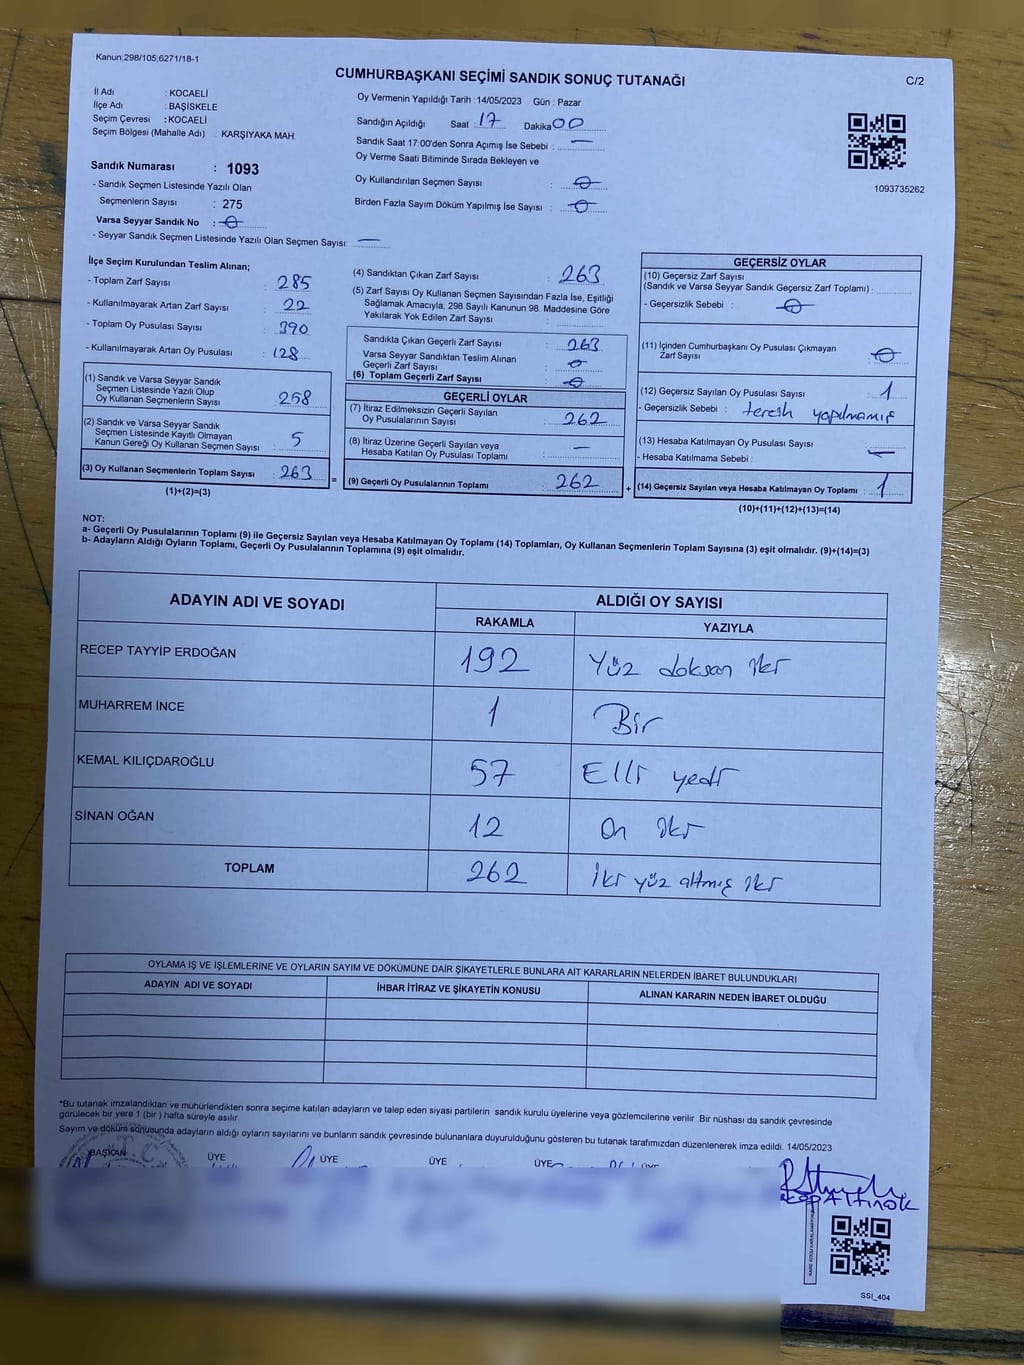 Kanun;298/105;6271/18-1
CUMHURBAŞKANI SEÇİMİ SANDIK SONUÇ TUTANAĞI
C/2
İl Adı : KOCAELİ
İlçe Adı : BAŞİSKELE
Seçim Çevresi : KOCAELİ
Seçim Bölgesi (Mahalle Adı) : KARŞIYAKA MAH.
Sandık Numarası : 1093
- Sandık Seçmen Listesinde Yazılı Olan
Seçmenlerin Sayısı : 275
Varsa Seyyar Sandık No : 0
- Seyyar Sandık Seçmen Listesinde Yazılı Olan Seçmen Sayısı: —
Oy Vermenin Yapıldığı Tarih : 14/05/2023 Gün : Pazar
Sandığın Açıldığı Saat : 17 Dakika 00
Sandık Saat 17:00'den Sonra Açımış İse Sebebi : —
Oy Verme Saati Bitiminde Sırada Bekleyen ve
Oy Kullandırılan Seçmen Sayısı : 0
Birden Fazla Sayım Döküm Yapılmış İse Sayısı : 0
1093735262
İlçe Seçim Kurulundan Teslim Alınan;
- Toplam Zarf Sayısı : 285
- Kullanılmayarak Artan Zarf Sayısı : 22
- Toplam Oy Pusulası Sayısı : 390
- Kullanılmayarak Artan Oy Pusulası : 128
(1) Sandık ve Varsa Seyyar Sandık
Seçmen Listesinde Yazılı Olup
Oy Kullanan Seçmenlerin Sayısı : 258
(2) Sandık ve Varsa Seyyar Sandık
Seçmen Listesinde Kayıtlı Olmayan
Kanun Gereği Oy Kullanan Seçmen Sayısı : 5
(3) Oy Kullanan Seçmenlerin Toplam Sayısı : 263
(1)+(2)=(3)
=
(4) Sandıktan Çıkan Zarf Sayısı : 263
(5) Zarf Sayısı Oy Kullanan Seçmen Sayısından Fazla İse, Eşitliği
Sağlamak Amacıyla; 298 Sayılı Kanunun 98. Maddesine Göre
Yakılarak Yok Edilen Zarf Sayısı :
Sandıkta Çıkan Geçerli Zarf Sayısı : 263
Varsa Seyyar Sandıktan Teslim Alınan
Geçerli Zarf Sayısı : 0
(6) Toplam Geçerli Zarf Sayısı : 0
GEÇERLİ OYLAR
(7) İtiraz Edilmeksizin Geçerli Sayılan
Oy Pusulalarının Sayısı : 262
(8) İtiraz Üzerine Geçerli Sayılan veya
Hesaba Katılan Oy Pusulası Toplamı : —
(9) Geçerli Oy Pusulalarının Toplamı : 262
+
GEÇERSİZ OYLAR
(10) Geçersiz Zarf Sayısı
(Sandık ve Varsa Seyyar Sandık Geçersiz Zarf Toplamı) :
- Geçersizlik Sebebi : 0
(11) İçinden Cumhurbaşkanı Oy Pusulası Çıkmayan
Zarf Sayısı : 0
(12) Geçersiz Sayılan Oy Pusulası Sayısı : 1
- Geçersizlik Sebebi : tercih yapılmamış
(13) Hesaba Katılmayan Oy Pusulası Sayısı
- Hesaba Katılmama Sebebi : —
(14) Geçersiz Sayılan veya Hesaba Katılmayan Oy Toplamı : 1
(10)+(11)+(12)+(13)=(14)
NOT:
a- Geçerli Oy Pusulalarının Toplamı (9) ile Geçersiz Sayılan veya Hesaba Katılmayan Oy Toplamı (14) Toplamları, Oy Kullanan Seçmenlerin Toplam Sayısına (3) eşit olmalıdır. (9)+(14)=(3)
b- Adayların Aldığı Oyların Toplamı, Geçerli Oy Pusulalarının Toplamına (9) eşit olmalıdır.
ADAYIN ADI VE SOYADI
ALDIĞI OY SAYISI
RAKAMLA YAZIYLA
RECEP TAYYİP ERDOĞAN 192 Yüz doksan iki
MUHARREM İNCE 1 Bir
KEMAL KILIÇDAROĞLU 57 Elli yedi
SİNAN OĞAN 12 On iki
TOPLAM 262 İki yüz altmış iki
OYLAMA İŞ VE İŞLEMLERİNE VE OYLARIN SAYIM VE DÖKÜMÜNE DAİR ŞİKAYETLERLE BUNLARA AİT KARARLARIN NELERDEN İBARET BULUNDUKLARI
ADAYIN ADI VE SOYADI İHBAR İTİRAZ VE ŞİKAYETİN KONUSU ALINAN KARARIN NEDEN İBARET OLDUĞU
*Bu tutanak imzalandıktan ve mühürlendikten sonra seçime katılan adayların ve talep eden siyasi partilerin sandık kurulu üyelerine veya gözlemcilerine verilir .Bir nüshası da sandık çevresinde
görülecek bir yere 1 (bir ) hafta süreyle asılır.
Sayım ve döküm sonucunda adayların aldığı oyların sayılarını ve bunların sandık çevresinde bulunanlara duyurulduğunu gösteren bu tutanak tarafımızdan düzenlenerek imza edildi. 14/05/2023
BAŞKAN ÜYE ÜYE ÜYE ÜYE ÜYE
T.C.
SSI_404